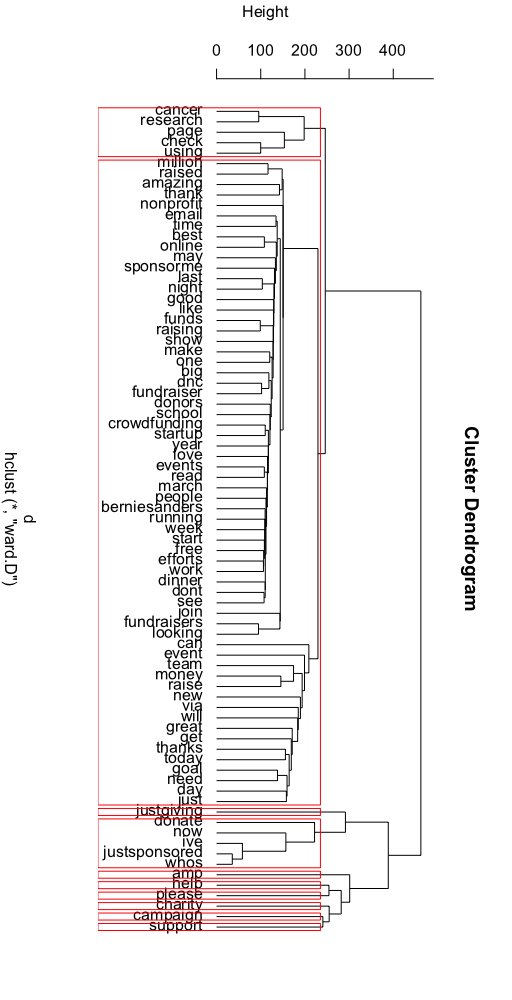 Height
0 100 200 300 400
cancer
research
page
check
using
million
raised
amazing
thank
nonprofit
email
time
best
online
may
sponsorme
last
night
good
like
funds
raising
show
make
one
big
dnc
fundraiser
donors
school
crowdfunding
startup
year
love
events
read
march
people
berniesanders
running
week
start
free
efforts
work
dinner
dont
see
join
fundraisers
looking
can
event
team
money
raise
new
via
will
great
get
thanks
today
goal
need
day
just
justgiving
donate
now
ive
justsponsored
whos
amp
help
please
charity
campaign
support
Cluster Dendrogram
d
hclust (*, "ward.D")